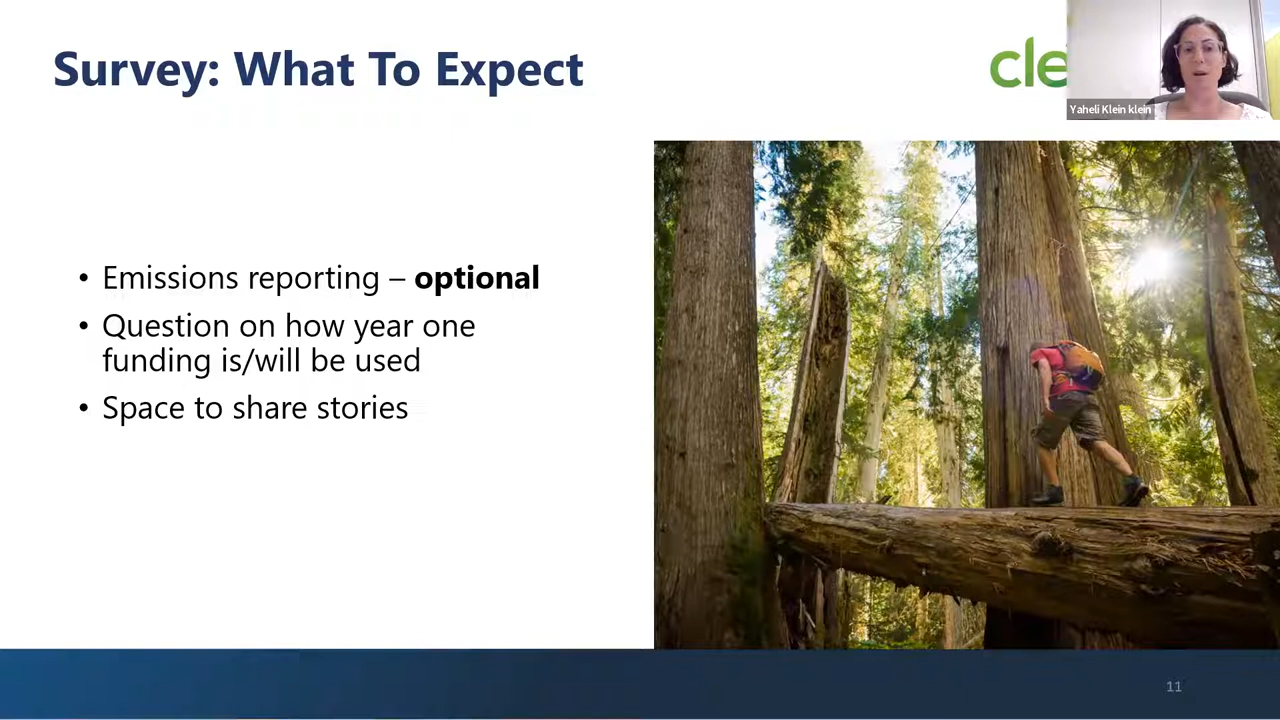 Survey: What To Expect
Yaheli Klein klein
• Emissions reporting – optional
• Question on how year one
funding is/will be used
• Space to share stories
11